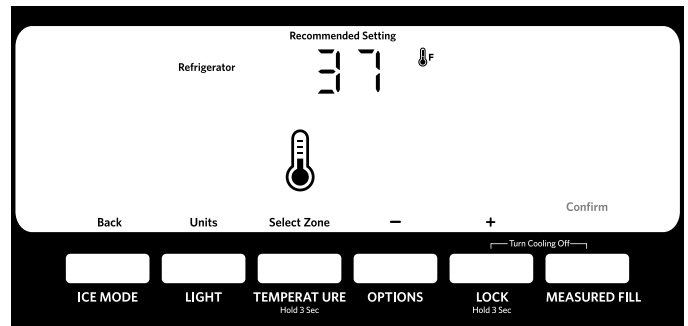 Recommended Setting
Refrigerator 37 F
Back Units Select Zone − + Confirm
Turn Cooling Off
ICE MODE LIGHT TEMPERAT URE OPTIONS LOCK MEASURED FILL
Hold 3 Sec Hold 3 Sec